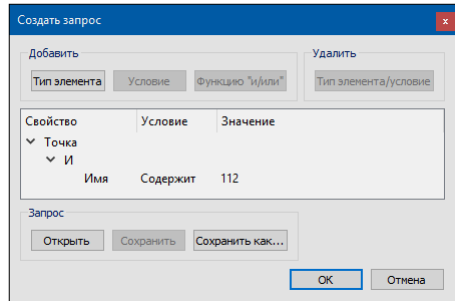 Создать запрос
x
Добавить
Удалить
Тип элемента Условие Функцию "и/или" Тип элемента/условие
Свойство Условие Значение
Точка
И
Имя Содержит 112
Запрос
Открыть Сохранить Сохранить как...
OK Отмена